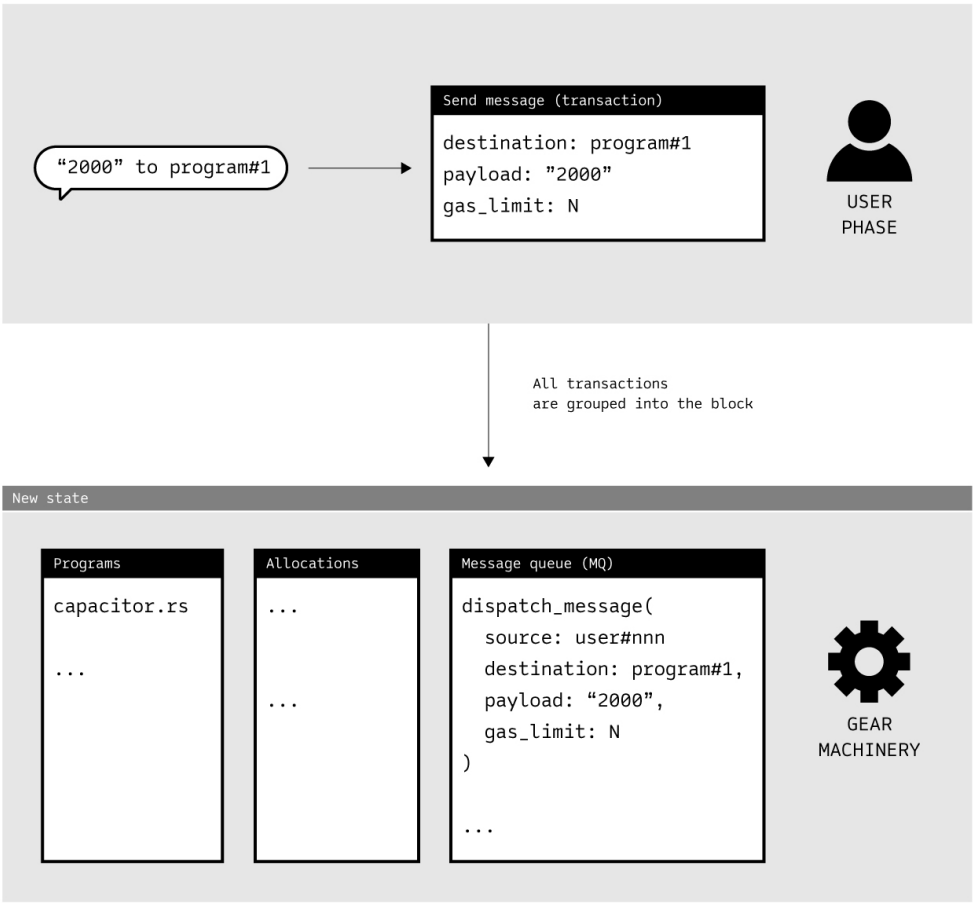 Send message (transaction)
“2000” to program#1
destination: program#1
payload: ”2000”
gas_limit: N
USER
PHASE
All transactions
are grouped into the block
New state
Programs
capacitor.rs
...
Allocations
...
...
Message queue (MQ)
dispatch_message(
source: user#nnn
destination: program#1,
payload: “2000”,
gas_limit: N
)
...
GEAR
MACHINERY